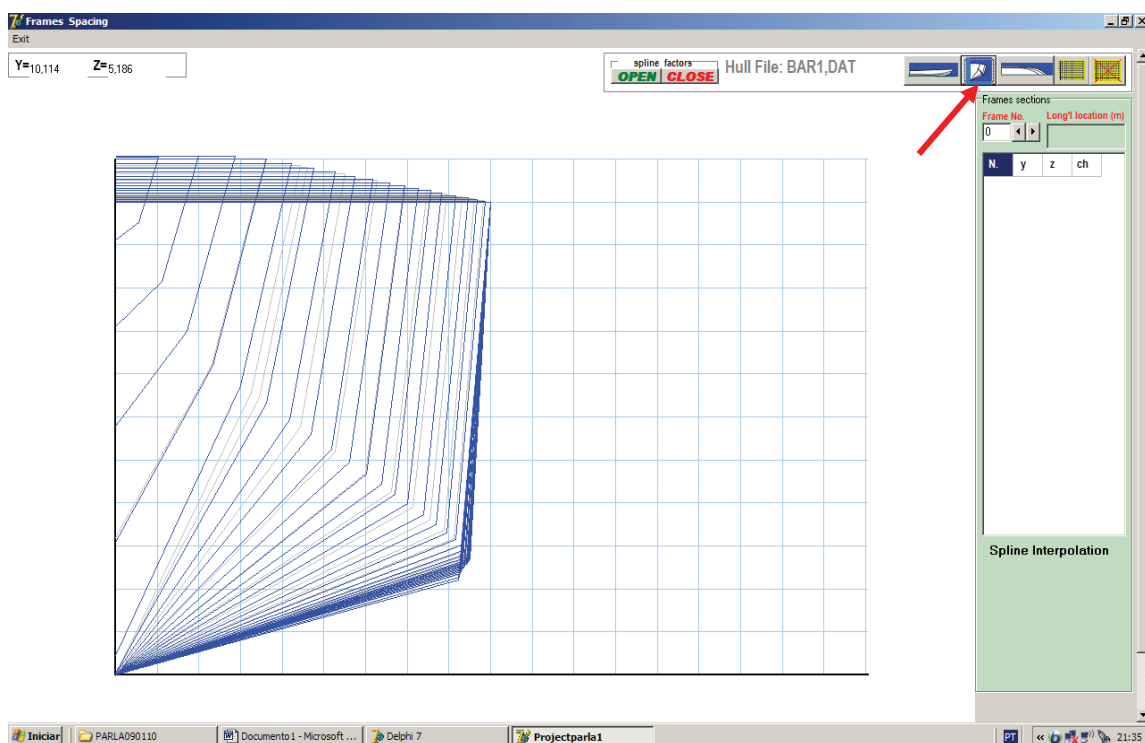 Frames Spacing
Exit
Y=10,114 Z=5,186
spline factors
OPEN CLOSE
Hull File: BAR1,DAT
Frames sections
Frame No. Long'l location (m)
0
N. y z ch
Spline Interpolation
Iniciar PARLA090110 Documento1 - Microsoft ... Delphi 7 Projectparla1 PT « 21:35